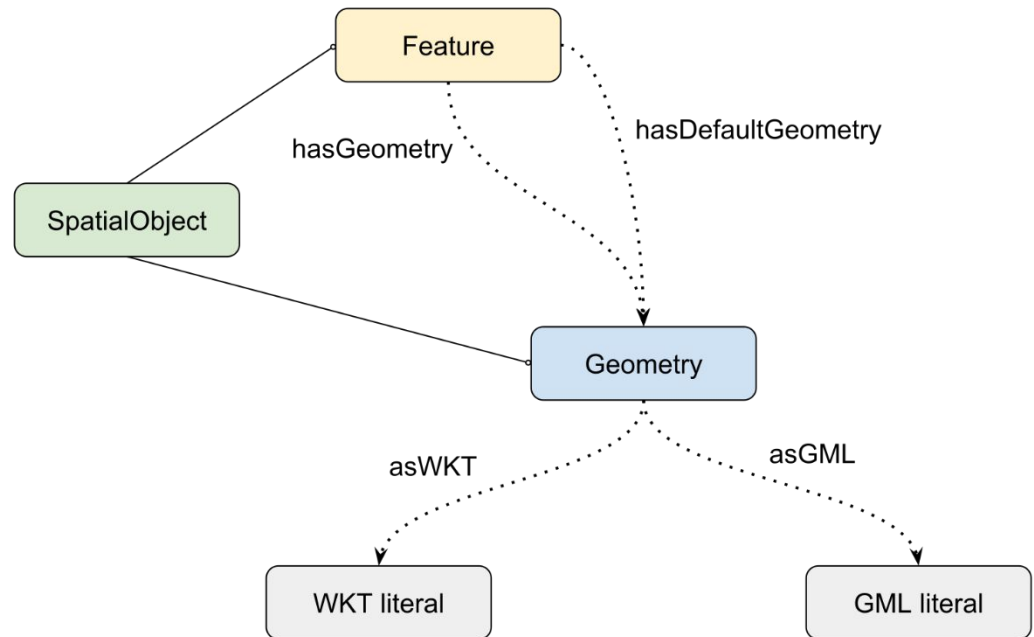 Feature
hasDefaultGeometry
hasGeometry
SpatialObject
Geometry
asWKT
asGML
WKT literal
GML literal